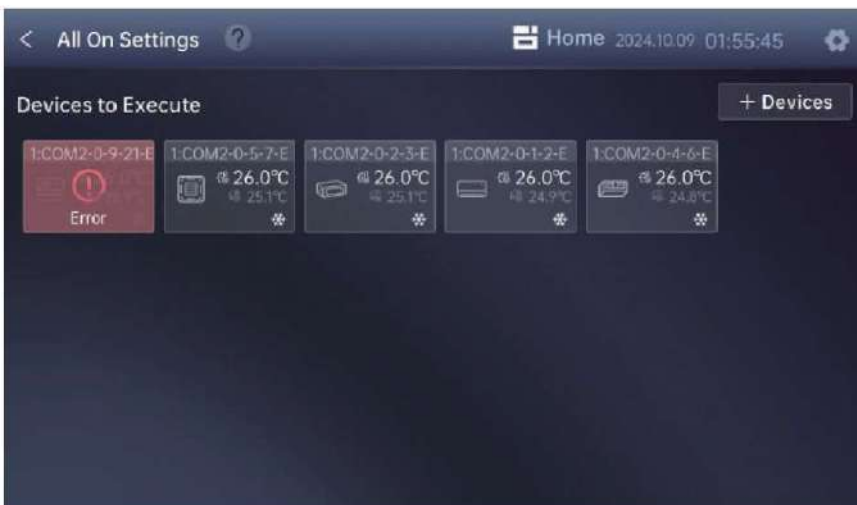 < All On Settings ? Home 2024.10.09 01:55:45
Devices to Execute + Devices
1:COM2-0-9-21-E 1:COM2-0-5-7-E 1:COM2-0-2-3-E 1:COM2-0-1-2-E 1:COM2-0-4-6-E
26.0°C 26.0°C 26.0°C 26.0°C
25.1°C 25.1°C 24.9°C 24.8°C
Error